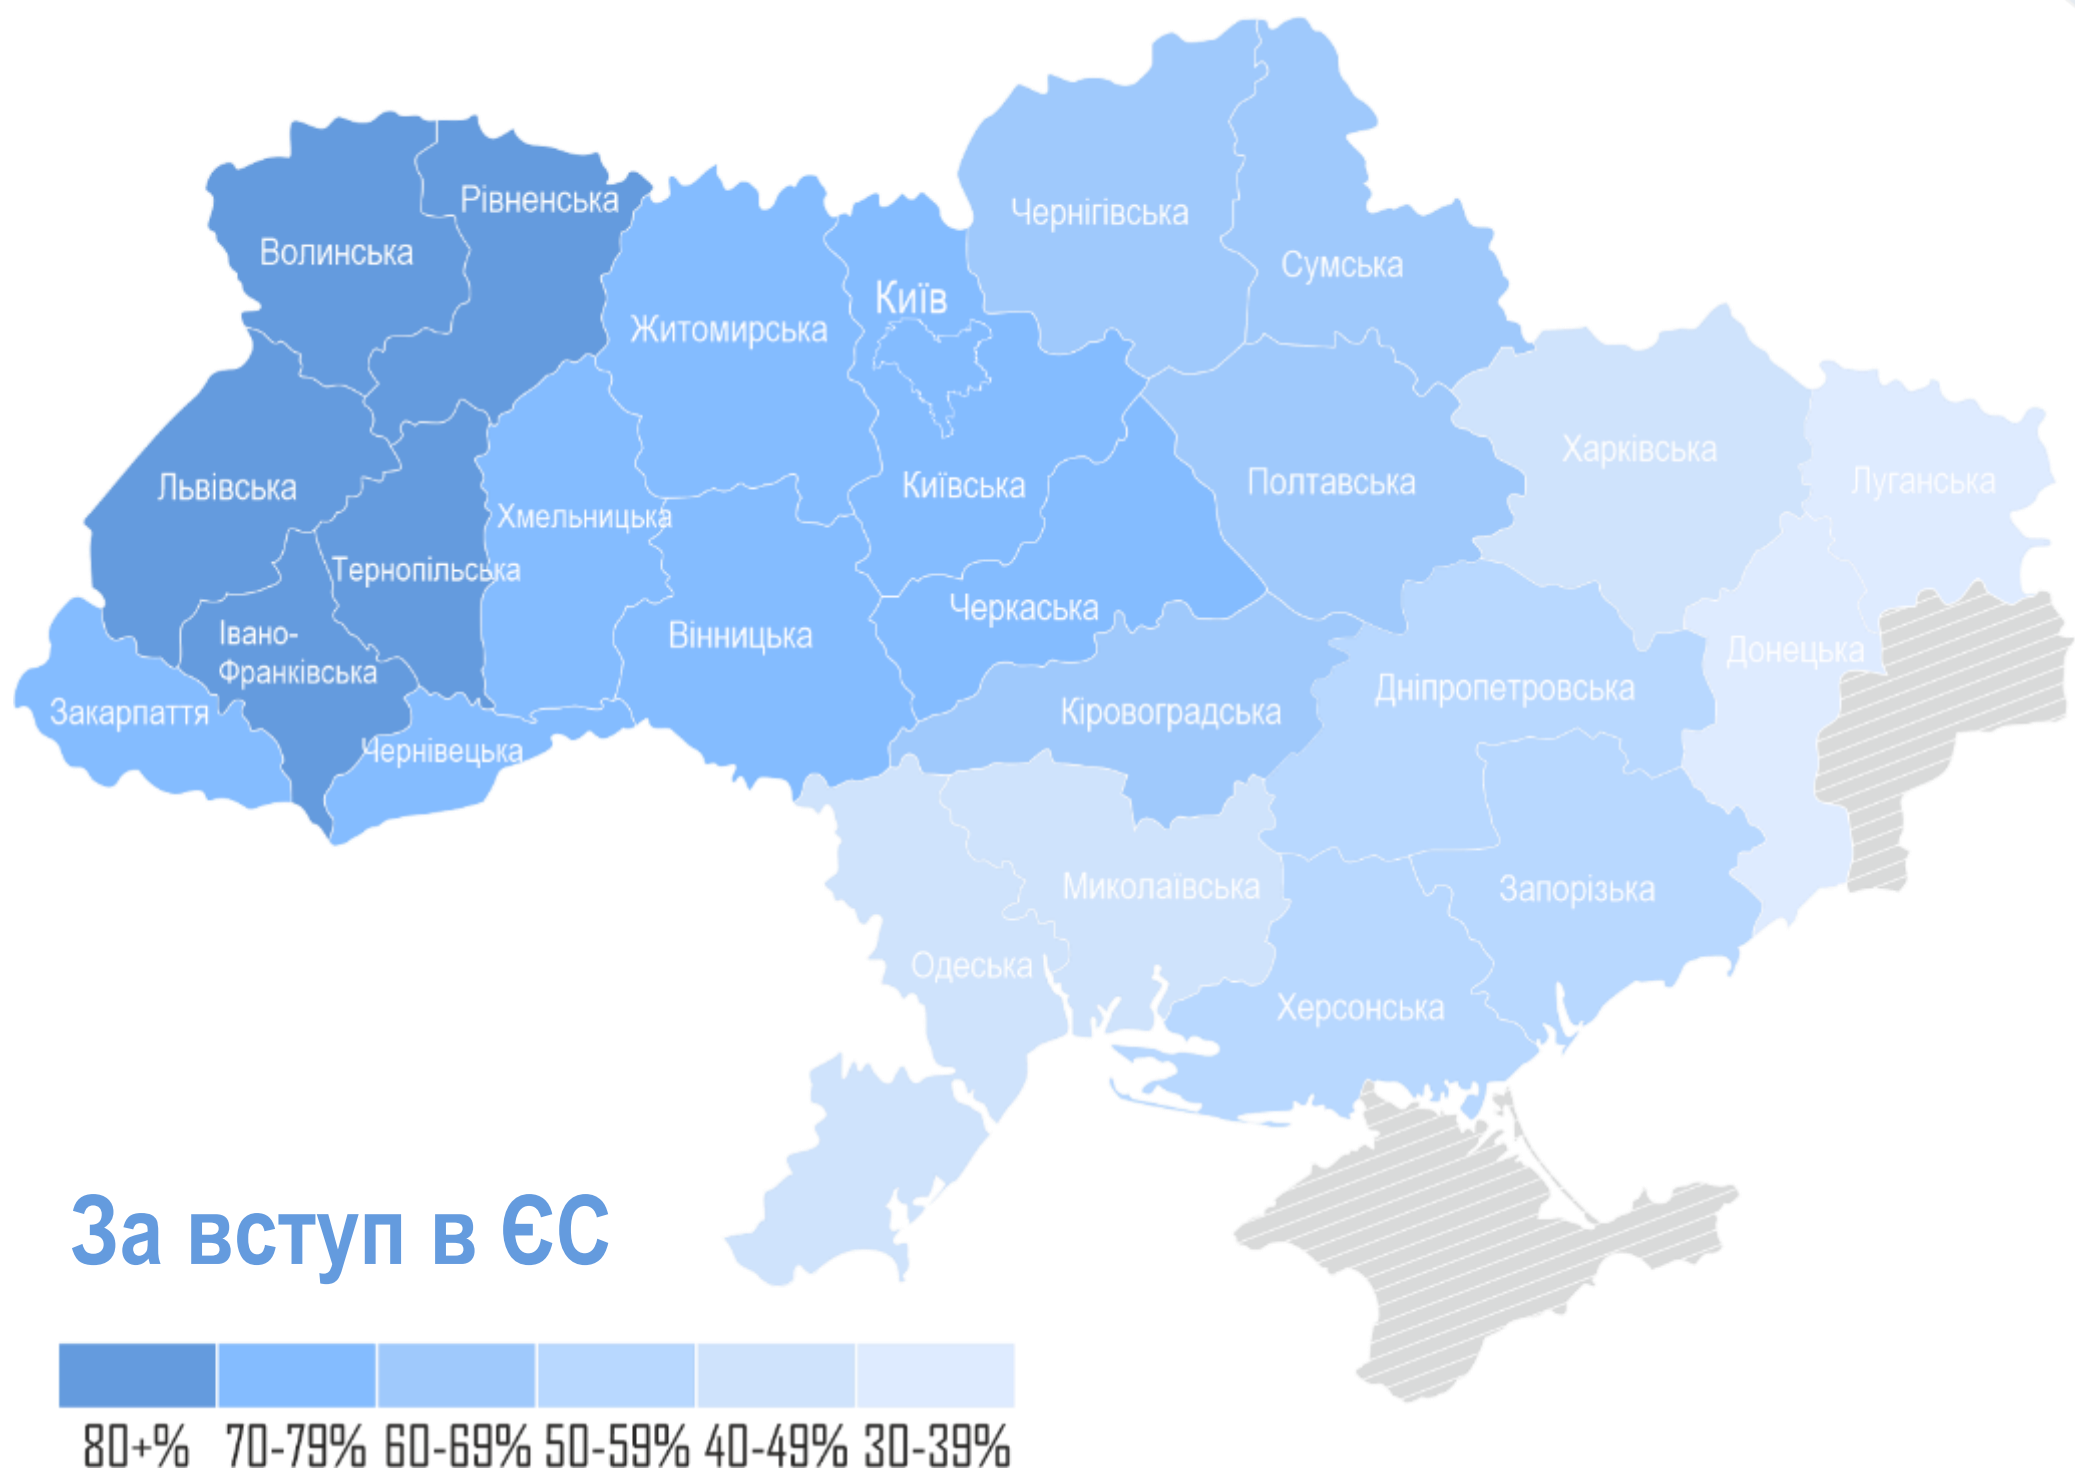 Чернігівська
Рівненська
Сумська
Волинська
Київ
Житомирська
Харківська
Полтавська
Луганська
Львівська
Київська
Хмельницька
Тернопільська
Черкаська
Вінницька
Івано-
Франківська
Донецька
Дніпропетровська
Закарпаття
Кіровоградська
Чернівецька
Миколаївська
Запорізька
Одеська
Херсонська
За вступ в ЄС
80+% 70-79% 60-69% 50-59% 40-49% 30-39%